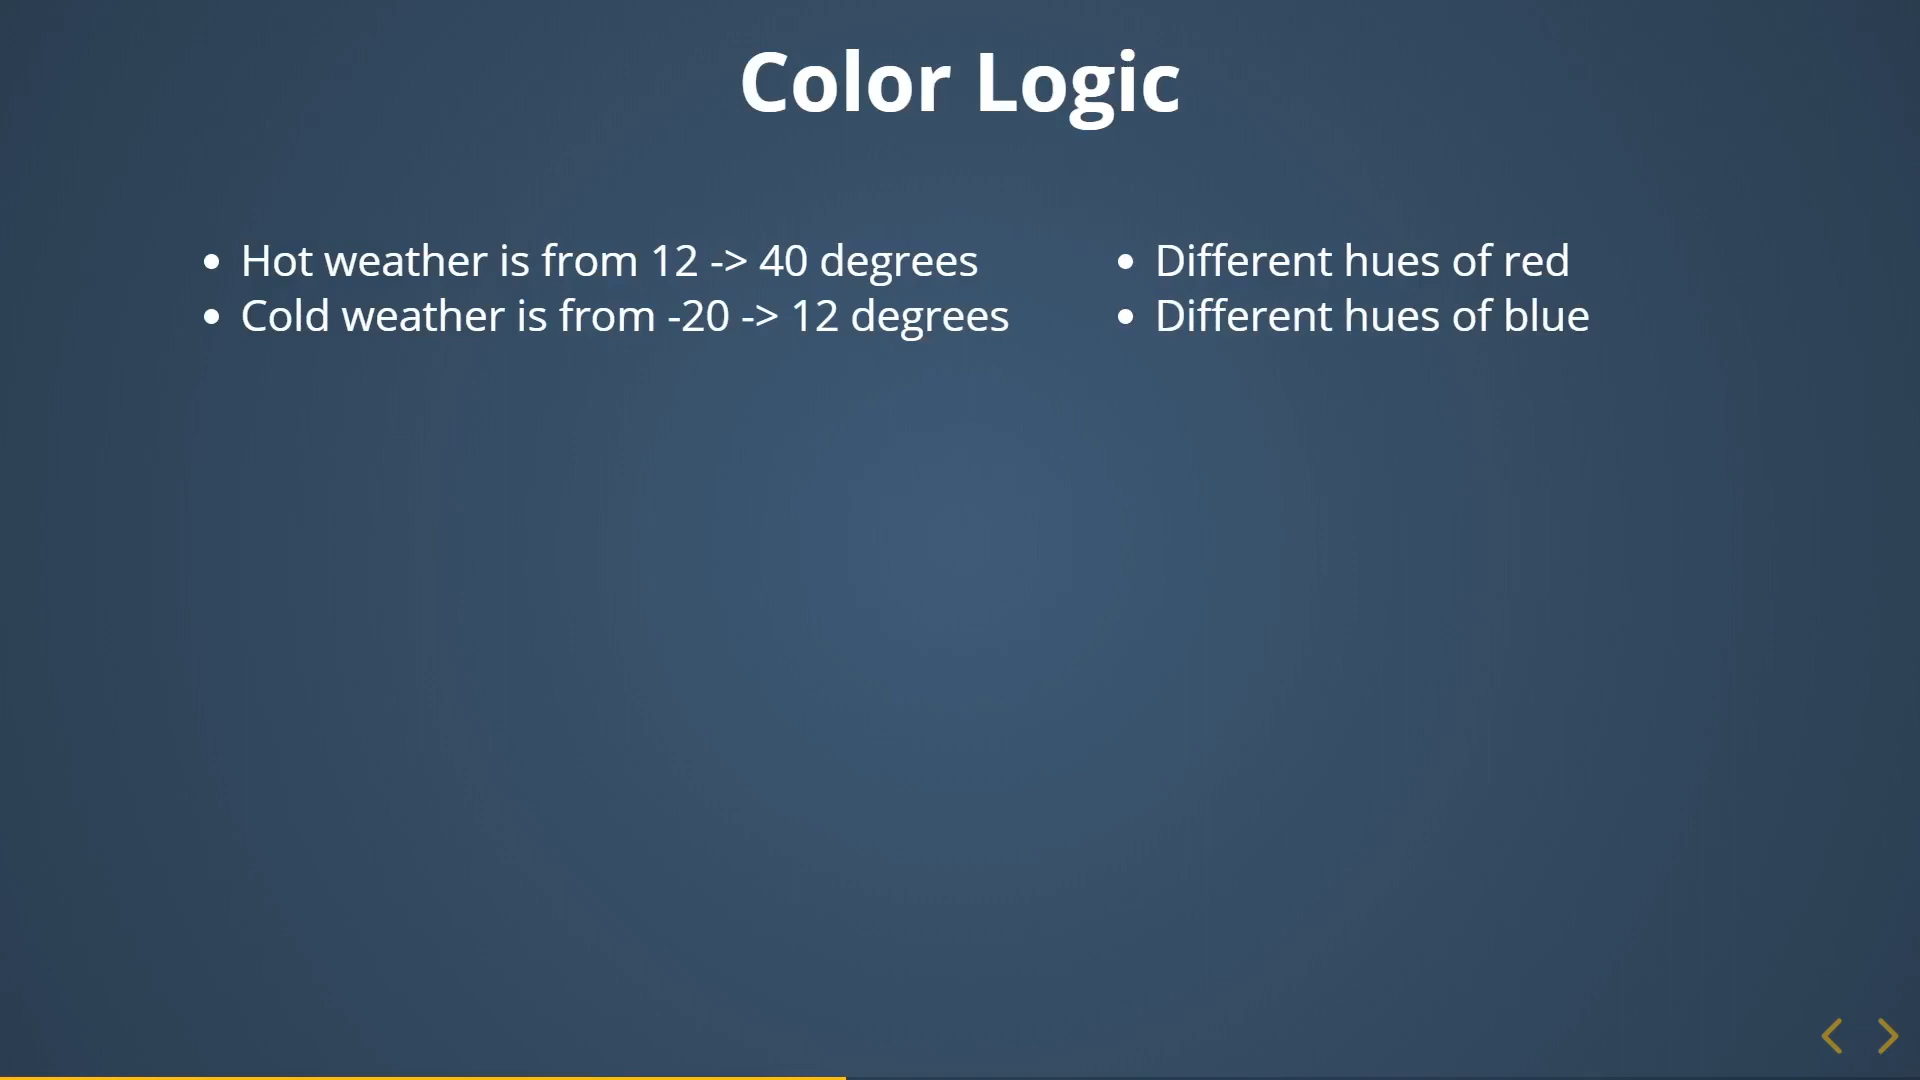 Color Logic
Hot weather is from 12 -> 40 degrees
Cold weather is from -20 -> 12 degrees
Different hues of red
Different hues of blue